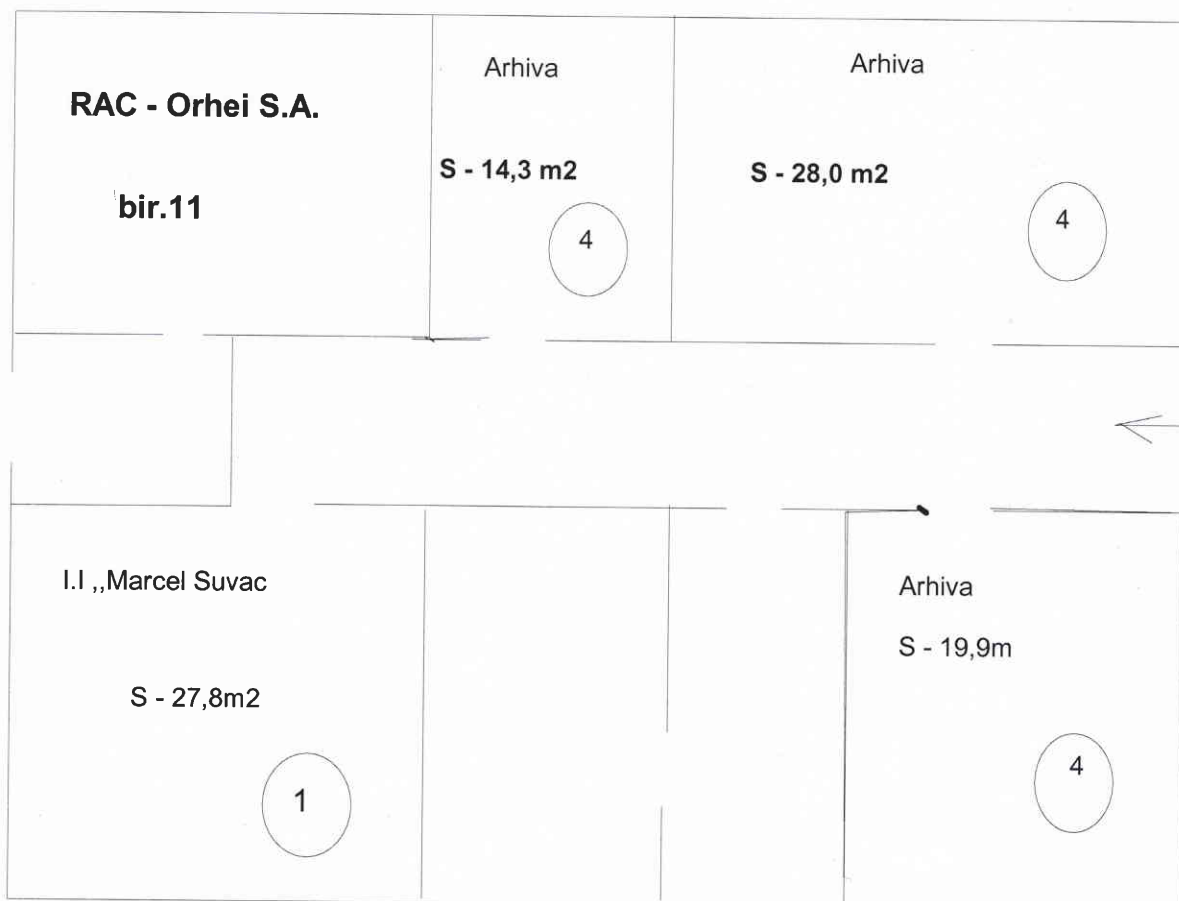 RAC - Orhei S.A.
bir.11
Arhiva
S - 14,3 m2
4
Arhiva
S - 28,0 m2
4
I.I ,,Marcel Suvac
S - 27,8m2
1
Arhiva
S - 19,9m
4